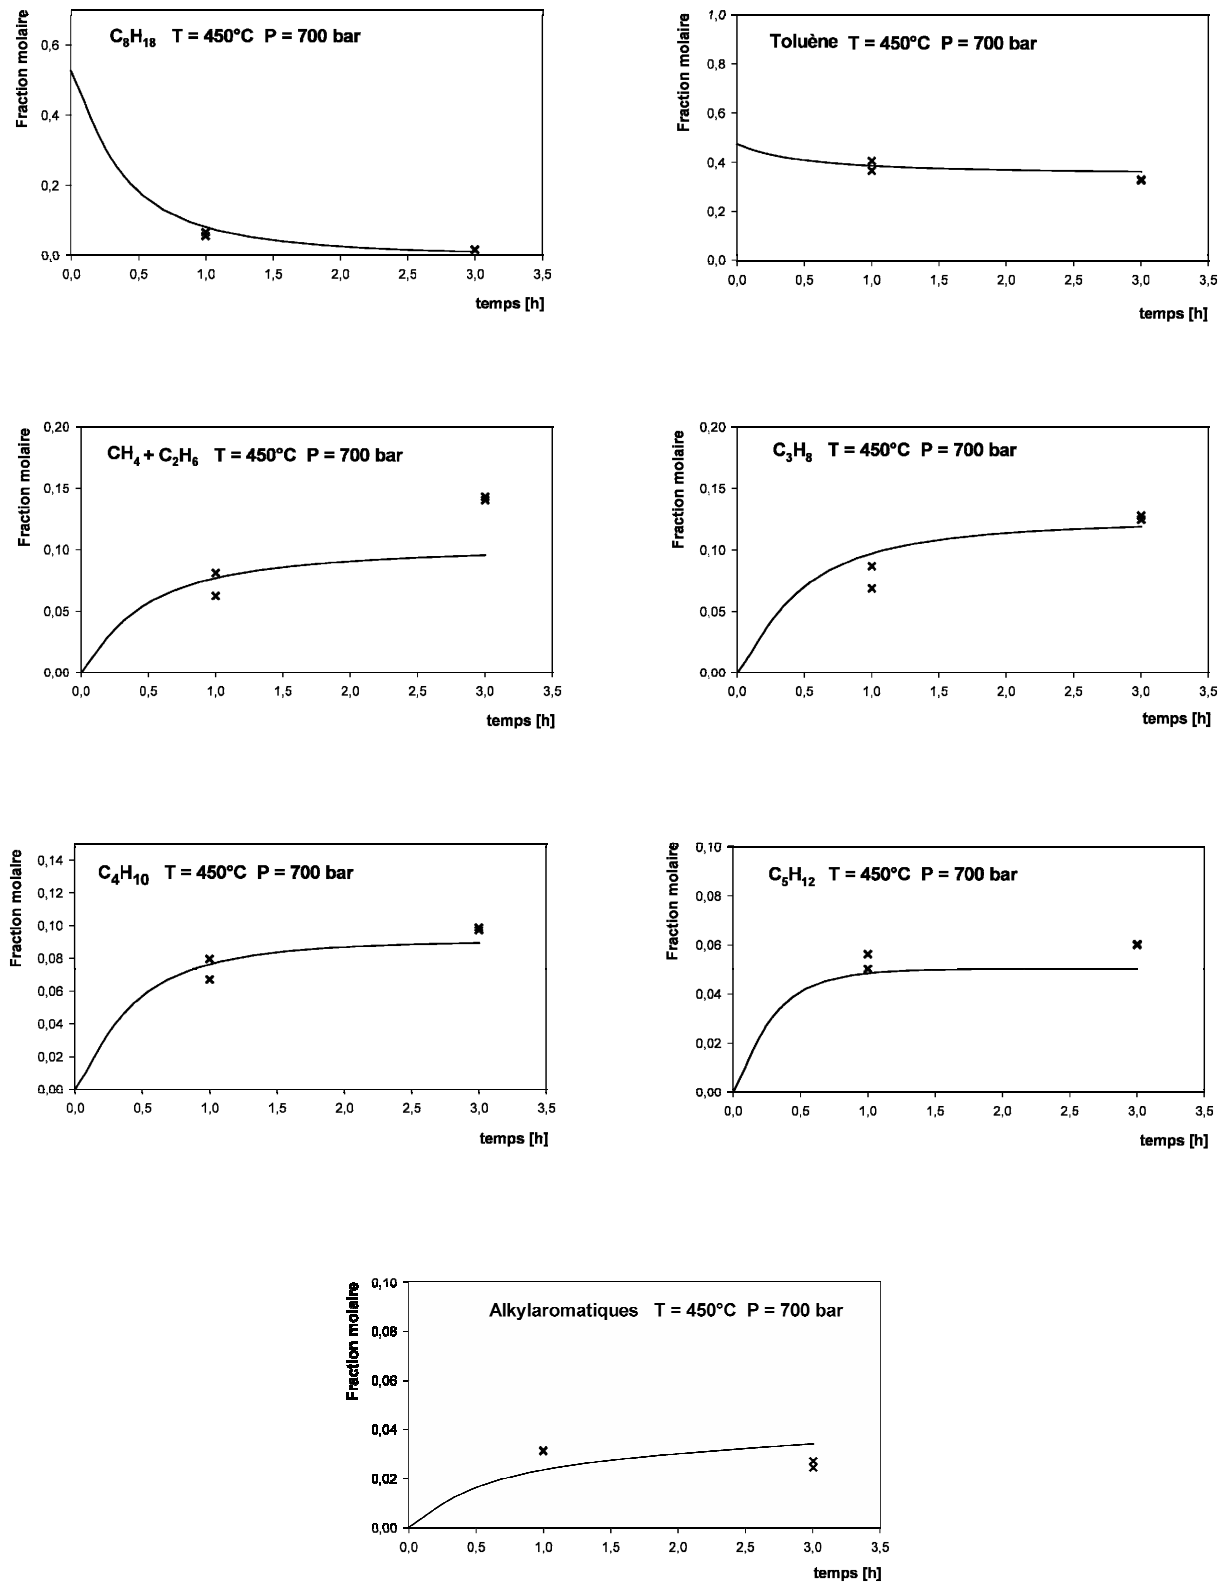 C8H18 T = 450°C P = 700 bar
Fraction molaire
0,6
0,4
0,2
0,0
0,0 0,5 1,0 1,5 2,0 2,5 3,0 3,5
temps [h]
Toluène T = 450°C P = 700 bar
Fraction molaire
1,0
0,8
0,6
0,4
0,2
0,0
0,0 0,5 1,0 1,5 2,0 2,5 3,0 3,5
temps [h]
CH4 + C2H6 T = 450°C P = 700 bar
Fraction molaire
0,20
0,15
0,10
0,05
0,00
0,0 0,5 1,0 1,5 2,0 2,5 3,0 3,5
temps [h]
C3H8 T = 450°C P = 700 bar
Fraction molaire
0,20
0,15
0,10
0,05
0,00
0,0 0,5 1,0 1,5 2,0 2,5 3,0 3,5
temps [h]
C4H10 T = 450°C P = 700 bar
Fraction molaire
0,14
0,12
0,10
0,08
0,06
0,04
0,02
0,00
0,0 0,5 1,0 1,5 2,0 2,5 3,0 3,5
temps [h]
C5H12 T = 450°C P = 700 bar
Fraction molaire
0,10
0,08
0,06
0,04
0,02
0,00
0,0 0,5 1,0 1,5 2,0 2,5 3,0 3,5
temps [h]
Alkylaromatiques T = 450°C P = 700 bar
Fraction molaire
0,10
0,08
0,06
0,04
0,02
0,00
0,0 0,5 1,0 1,5 2,0 2,5 3,0 3,5
temps [h]